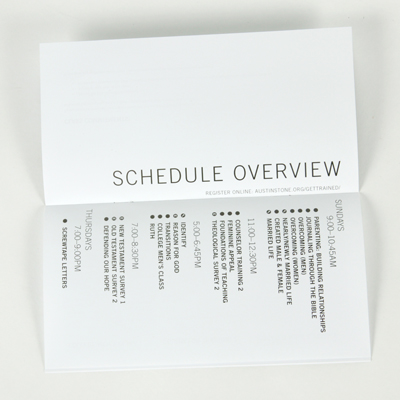 SCHEDULE OVERVIEW
REGISTER ONLINE: AUSTINSTONE.ORG/GETTRAINED/
SUNDAYS
9:00-10:45AM
PARENTING: BUILDING RELATIONSHIPS
JOURNALING THROUGH THE BIBLE
OVERCOMING (MEN)
OVERCOMING (WOMEN)
NEARLY/NEWLY MARRIED LIFE
CREATED MALE & FEMALE
MARRIED LIFE
11:00-12:30PM
COUNSELOR TRAINING 2
FEMININE APPEAL
FOUNDATIONS OF TEACHING
THEOLOGICAL SURVEY 2
5:00-6:45PM
IDENTIFY
REASON FOR GOD
TRANSITIONS
COLLEGE MEN'S CLASS
RUTH
7:00-8:30PM
NEW TESTAMENT SURVEY 1
OLD TESTAMENT SURVEY 2
DEFENDING OUR HOPE
THURSDAYS
7:00-9:00PM
SCREWTAPE LETTERS